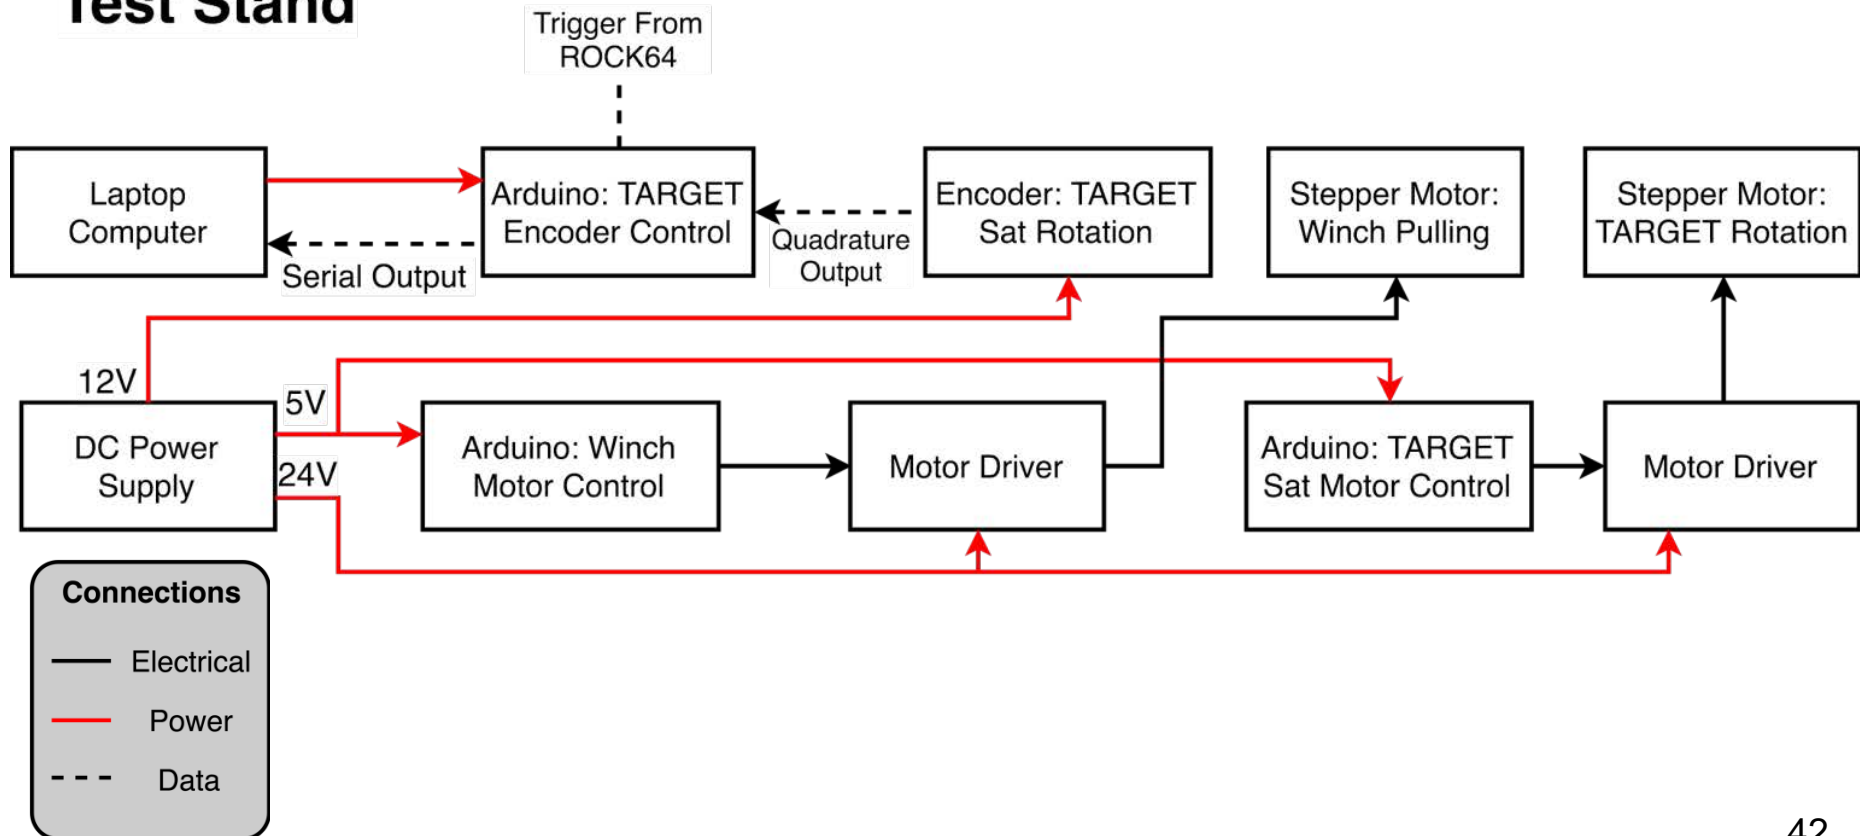 Test Stand
Trigger From
ROCK64
Laptop
Computer
Serial Output
Arduino: TARGET
Encoder Control
Quadrature
Output
Encoder: TARGET
Sat Rotation
Stepper Motor:
Winch Pulling
Stepper Motor:
TARGET Rotation
12V
5V
24V
DC Power
Supply
Arduino: Winch
Motor Control
Motor Driver
Arduino: TARGET
Sat Motor Control
Motor Driver
Connections
Electrical
Power
Data
42